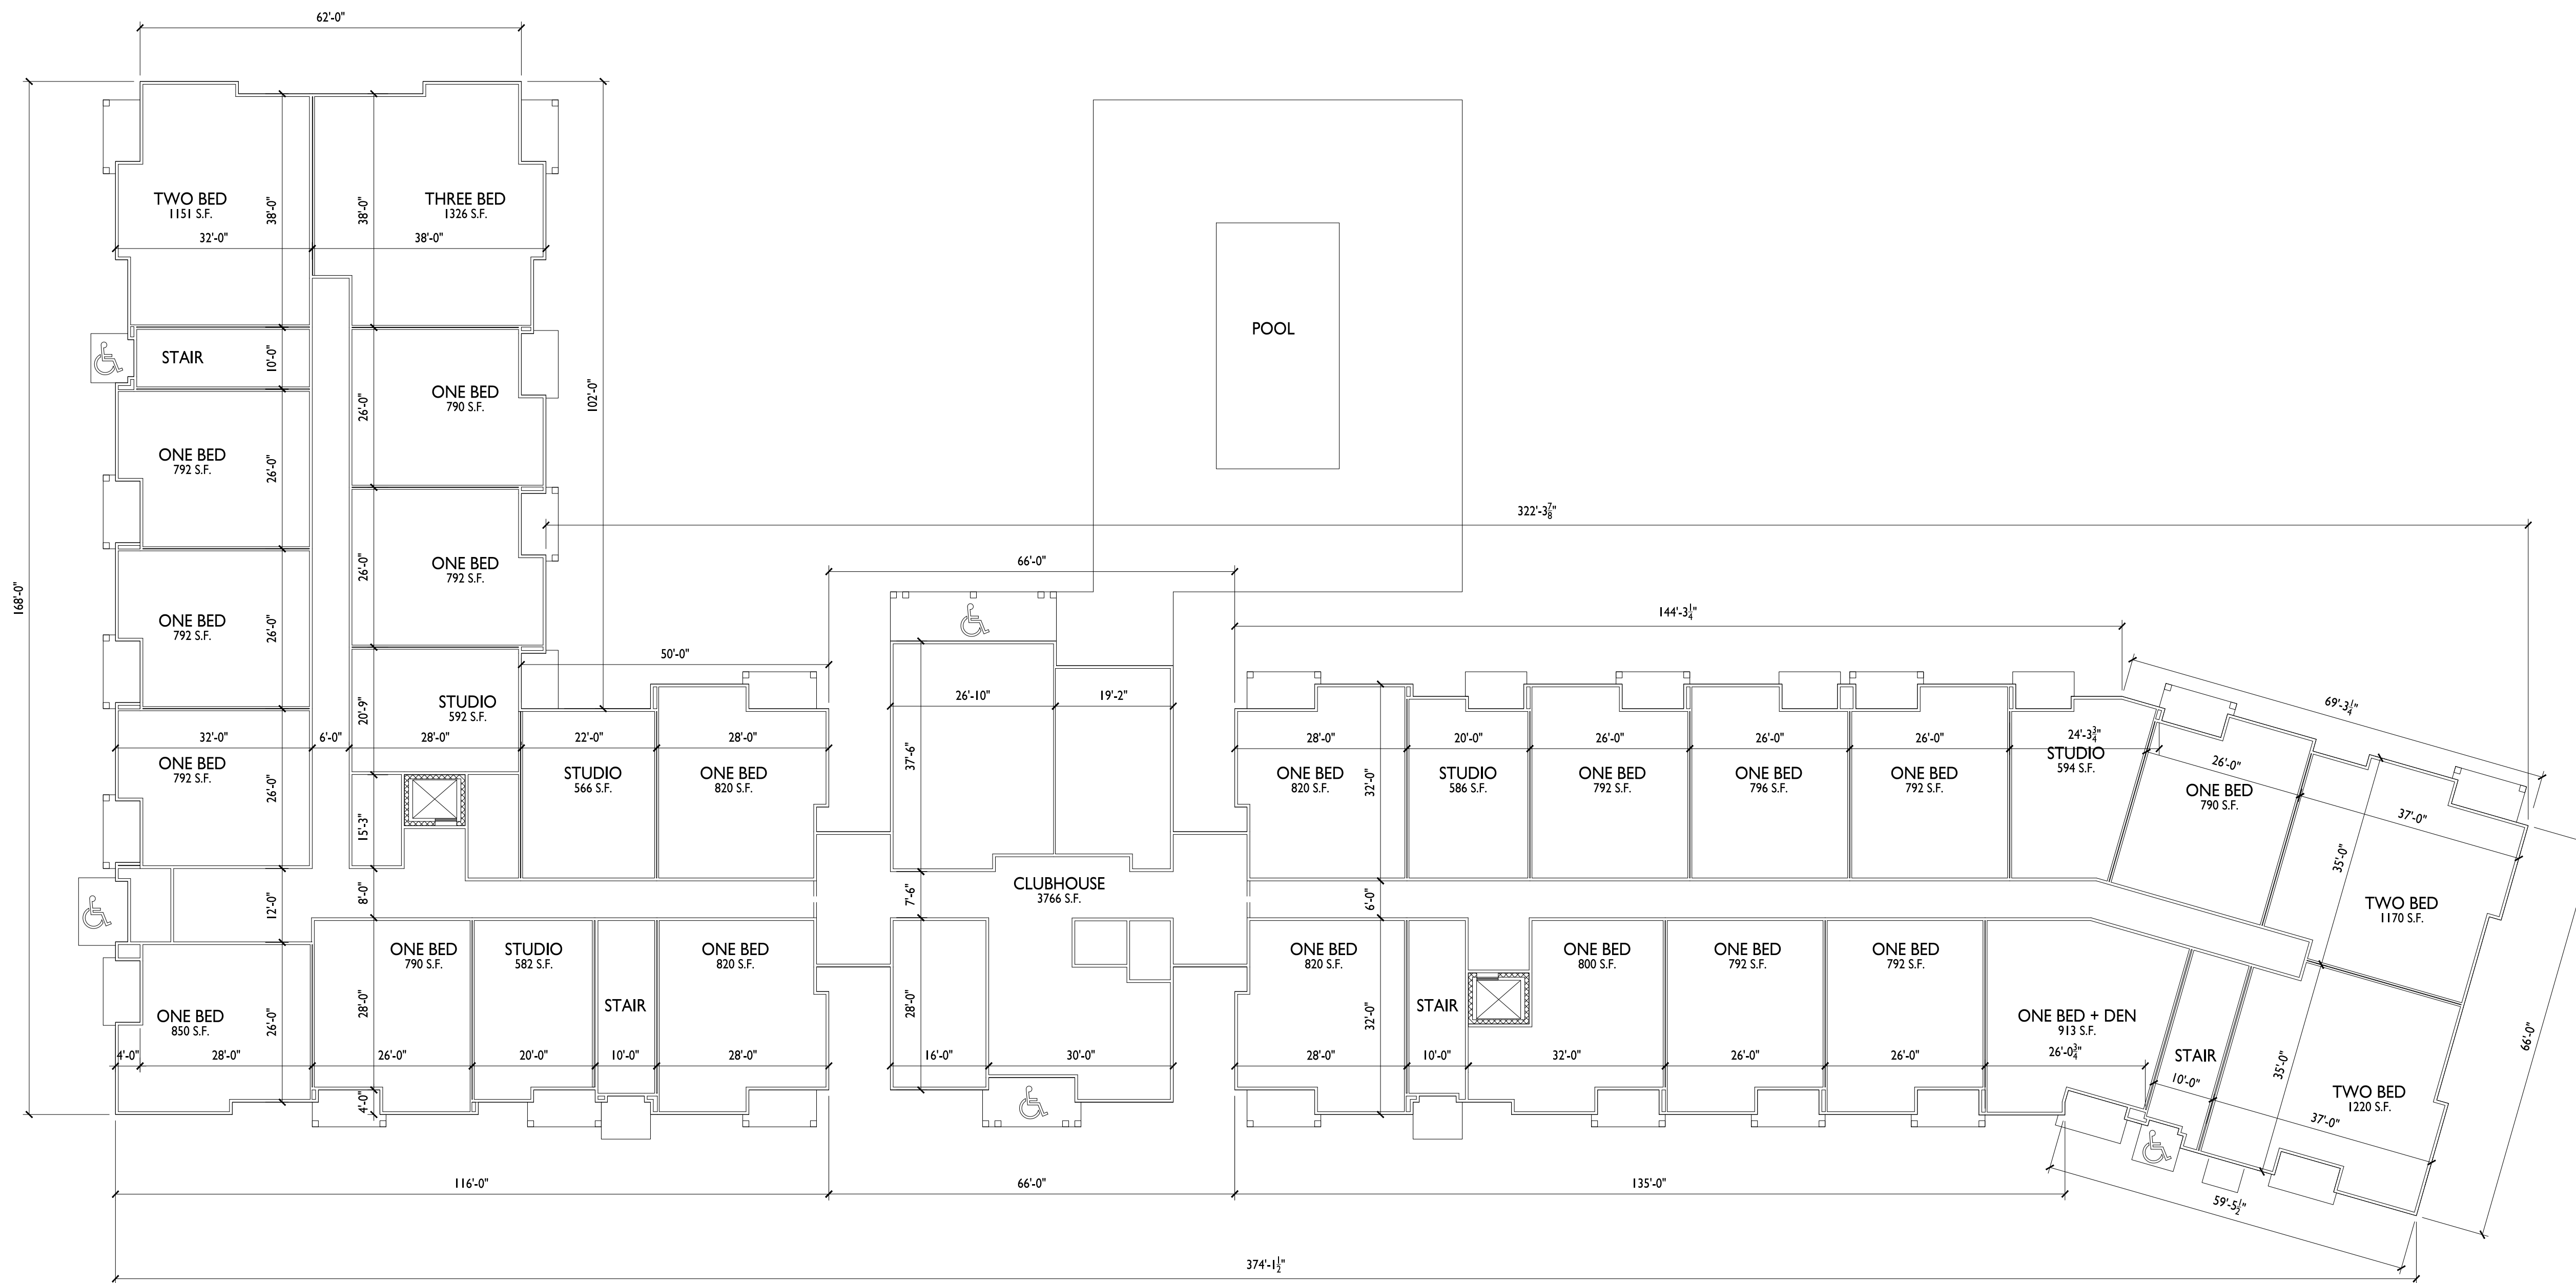 62'-0"
TWO BED
1151 S.F.
38'-0"
38'-0"
THREE BED
1326 S.F.
32'-0"
38'-0"
POOL
STAIR
10'-0"
ONE BED
790 S.F.
26'-0"
102'-0"
ONE BED
792 S.F.
26'-0"
322'-3 7/8"
ONE BED
792 S.F.
26'-0"
66'-0"
168'-0"
ONE BED
792 S.F.
26'-0"
144'-3 1/4"
50'-0"
STUDIO
592 S.F.
20'-9"
26'-10"
19'-2"
69'-3 1/4"
32'-0"
6'-0"
28'-0"
22'-0"
28'-0"
37'-6"
28'-0"
20'-0"
26'-0"
26'-0"
26'-0"
24'-3 3/4"
STUDIO
594 S.F.
26'-0"
ONE BED
792 S.F.
26'-0"
STUDIO
566 S.F.
ONE BED
820 S.F.
ONE BED
820 S.F.
32'-0"
STUDIO
586 S.F.
ONE BED
792 S.F.
ONE BED
796 S.F.
ONE BED
792 S.F.
ONE BED
790 S.F.
37'-0"
15'-3"
35'-0"
CLUBHOUSE
3766 S.F.
12'-0"
8'-0"
7'-6"
6'-0"
TWO BED
1170 S.F.
ONE BED
790 S.F.
STUDIO
582 S.F.
ONE BED
820 S.F.
ONE BED
820 S.F.
ONE BED
800 S.F.
ONE BED
792 S.F.
ONE BED
792 S.F.
ONE BED
850 S.F.
26'-0"
28'-0"
STAIR
28'-0"
32'-0"
STAIR
ONE BED + DEN
913 S.F.
66'-0"
4'-0"
28'-0"
26'-0"
20'-0"
10'-0"
28'-0"
16'-0"
30'-0"
28'-0"
10'-0"
32'-0"
26'-0"
26'-0"
26'-0 3/4"
STAIR
10'-0"
35'-0"
TWO BED
1220 S.F.
37'-0"
4'-0"
116'-0"
66'-0"
135'-0"
59'-5 1/2"
374'-1 1/2"